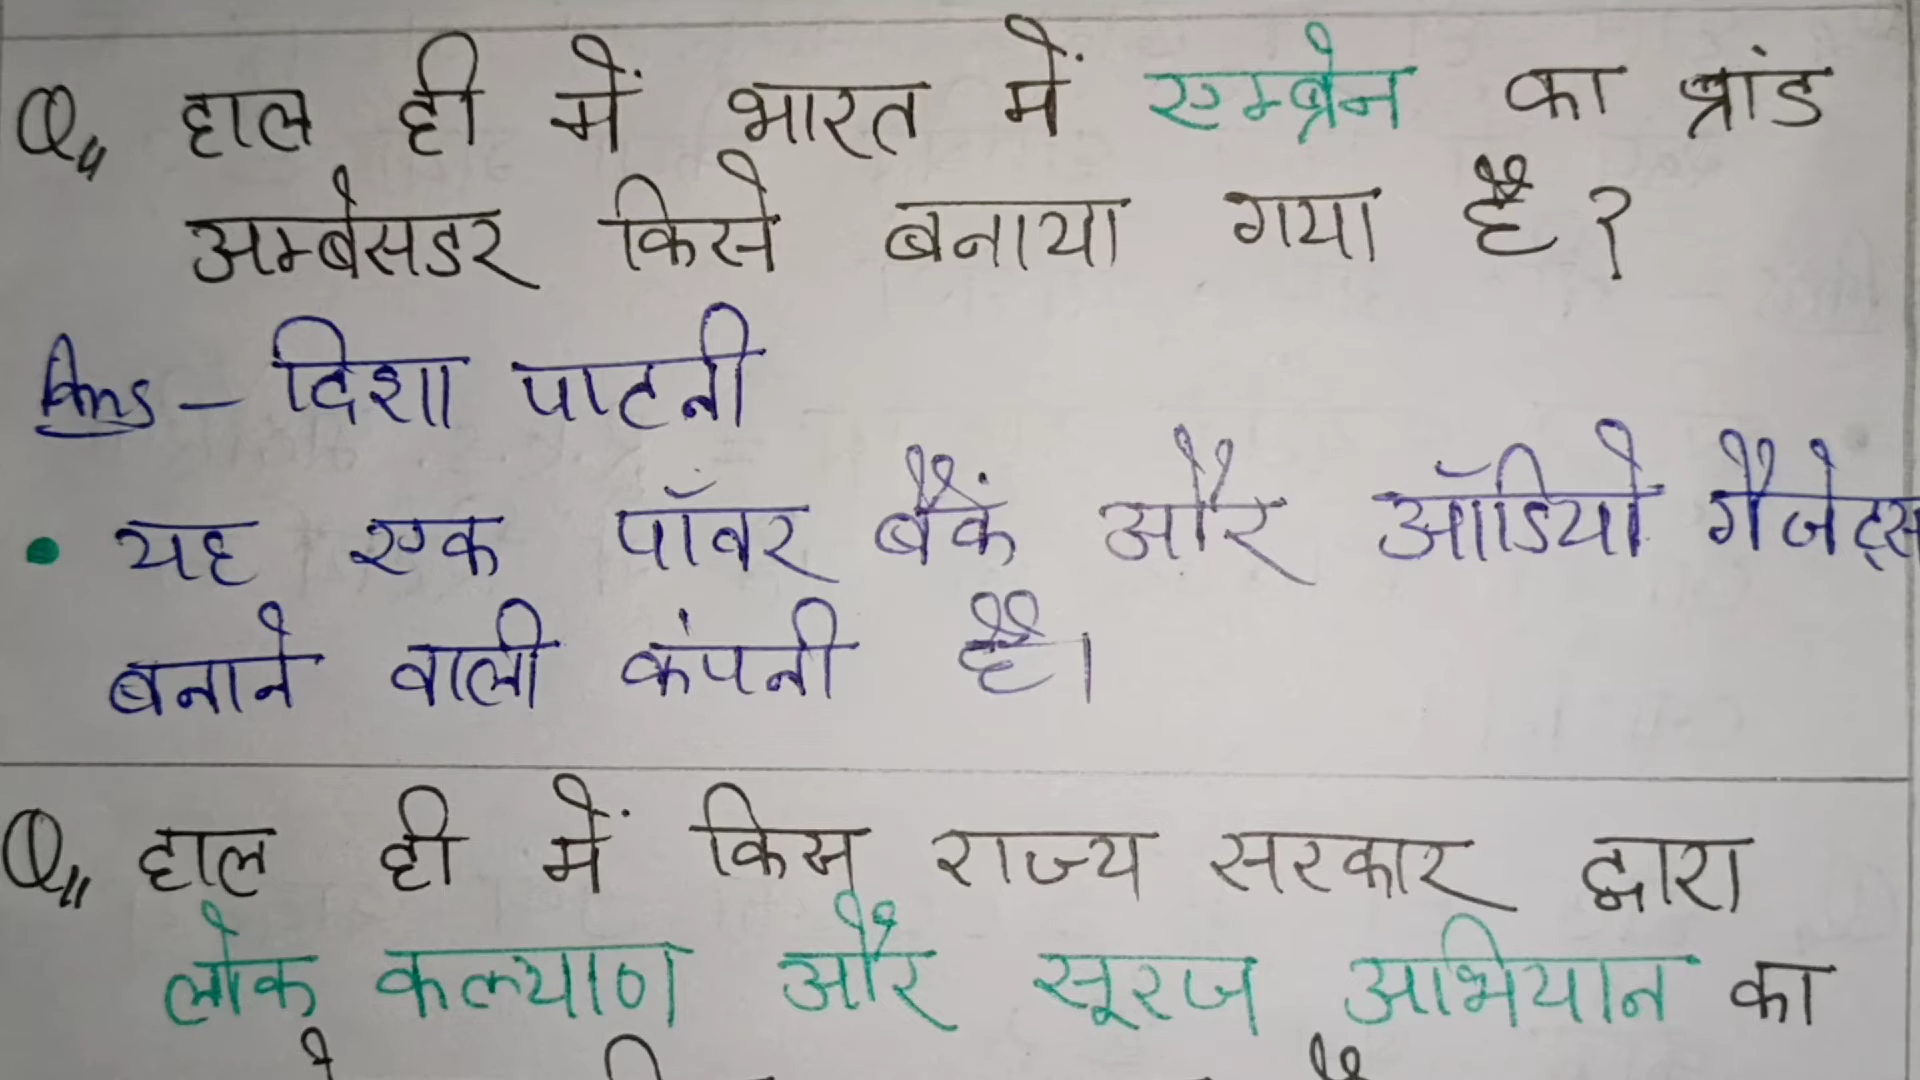 Q,, हाल ही में भारत में एम्ब्रेन का ब्रांड
अम्बेसडर किसे बनाया गया है?
Ans - दिशा पाटनी
• यह एक पॉवर बैंक और ऑडियो गैजेट्स
बनाने वाली कंपनी है।
Q,, हाल ही में किस राज्य सरकार द्वारा
लोक कल्याण और सूरज अभियान का